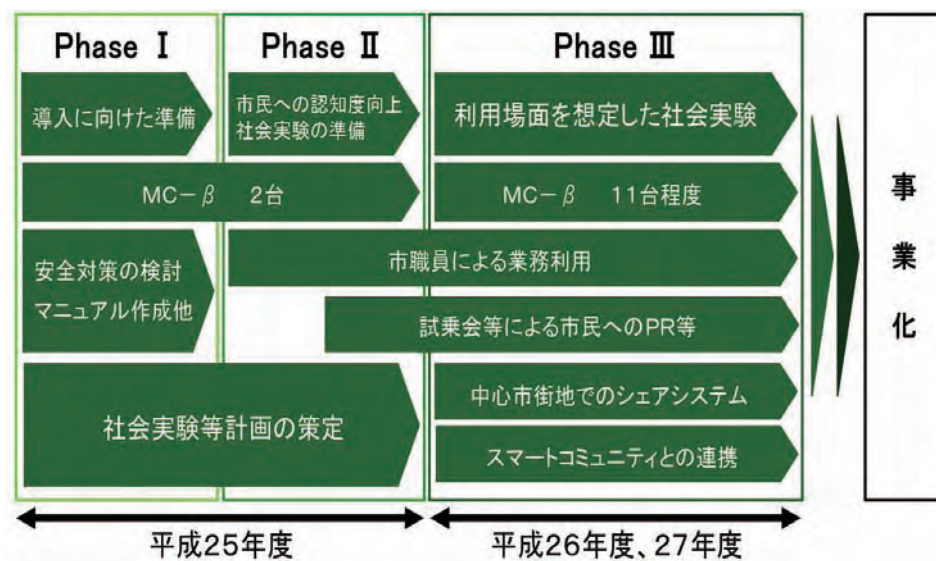 Phase Ⅰ
Phase Ⅱ
Phase Ⅲ
導入に向けた準備
市民への認知度向上
社会実験の準備
利用場面を想定した社会実験
MC-β 2台
MC-β 11台程度
安全対策の検討
マニュアル作成他
市職員による業務利用
試乗会等による市民へのPR等
社会実験等計画の策定
中心市街地でのシェアシステム
スマートコミュニティとの連携
事業化
平成25年度
平成26年度、27年度